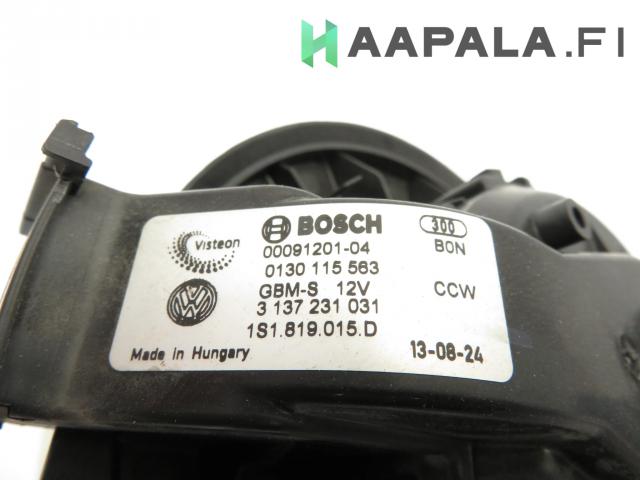 HAAPALA.FI
Visteon
BOSCH
300
00091201-04
B0N
0130 115 563
GBM-S 12V
CCW
3 137 231 031
1S1.819.015.D
Made in Hungary
13-08-24